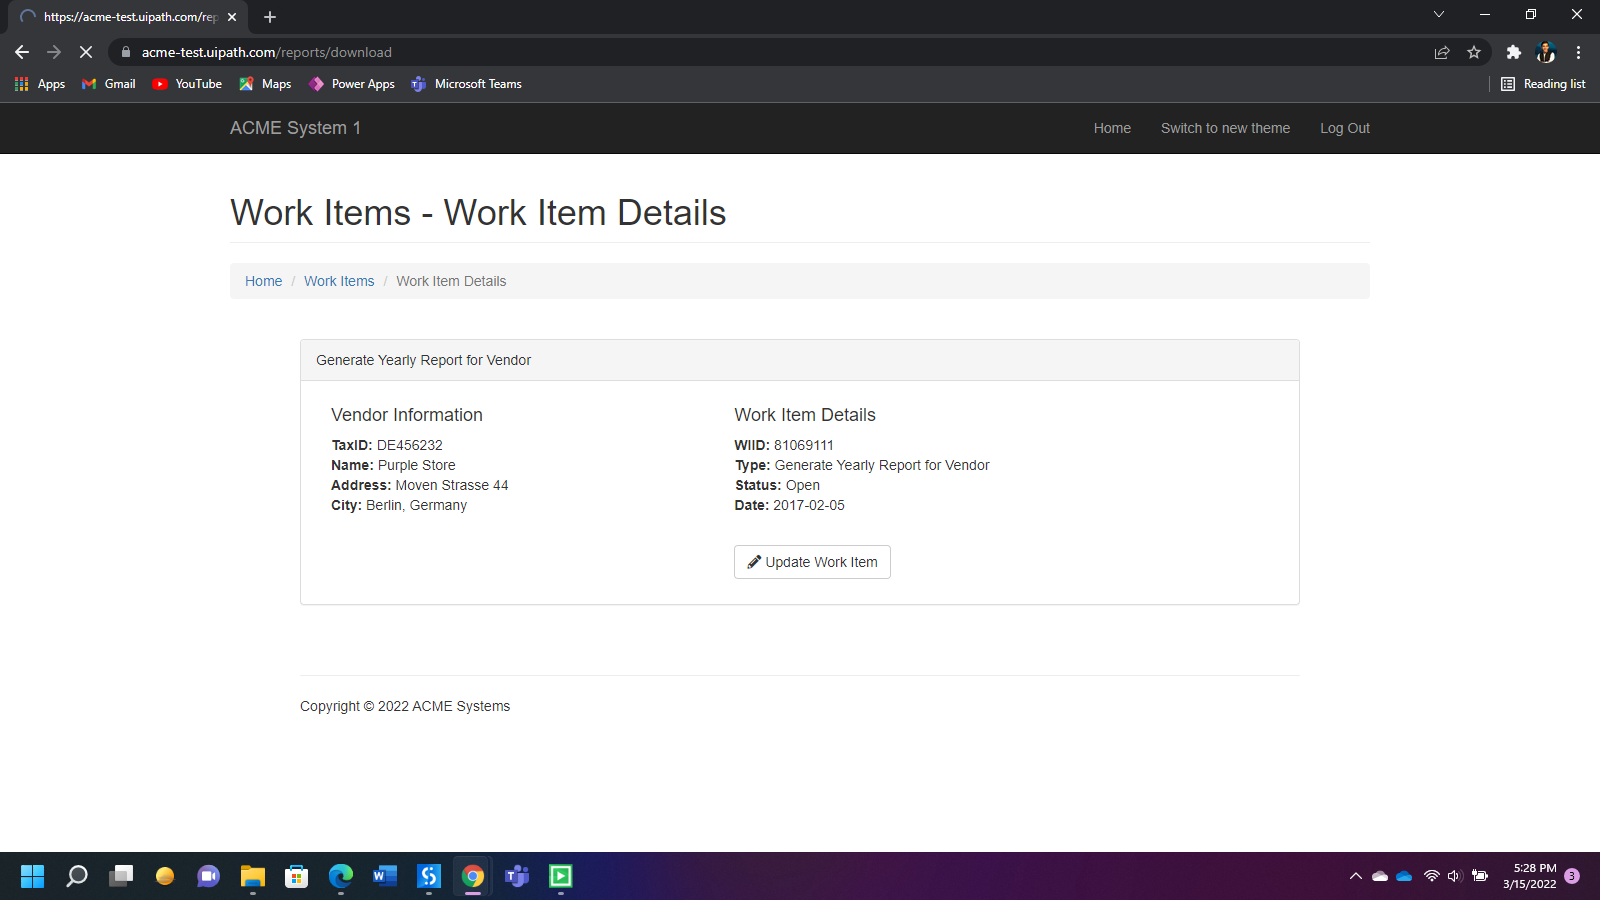 https://acme-test.uipath.com/rep
acme-test.uipath.com/reports/download
Apps Gmail YouTube Maps Power Apps Microsoft Teams Reading list
ACME System 1 Home Switch to new theme Log Out
Work Items - Work Item Details
Home / Work Items / Work Item Details
Generate Yearly Report for Vendor
Vendor Information
TaxID: DE456232
Name: Purple Store
Address: Moven Strasse 44
City: Berlin, Germany
Work Item Details
WIID: 81069111
Type: Generate Yearly Report for Vendor
Status: Open
Date: 2017-02-05
Update Work Item
Copyright © 2022 ACME Systems
5:28 PM
3/15/2022
3